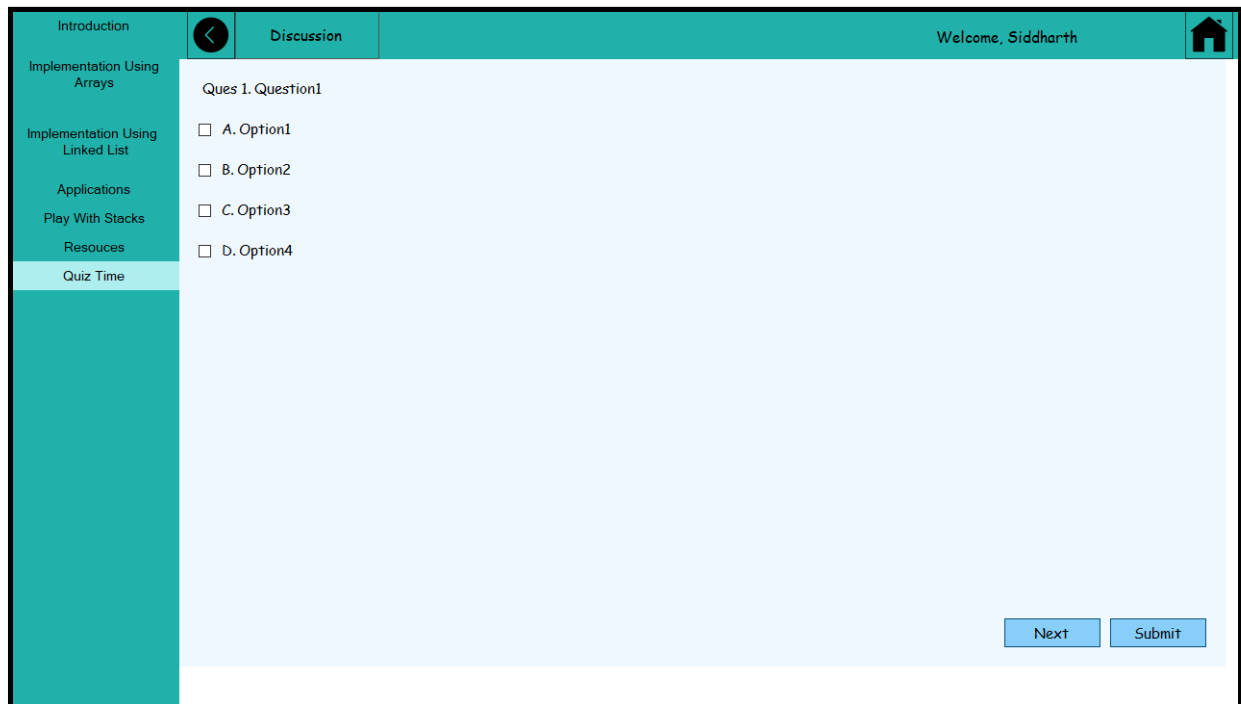 Introduction
Implementation Using
Arrays
Implementation Using
Linked List
Applications
Play With Stacks
Resouces
Quiz Time
Discussion
Welcome, Siddharth
Ques 1. Question1
A. Option1
B. Option2
C. Option3
D. Option4
Next
Submit